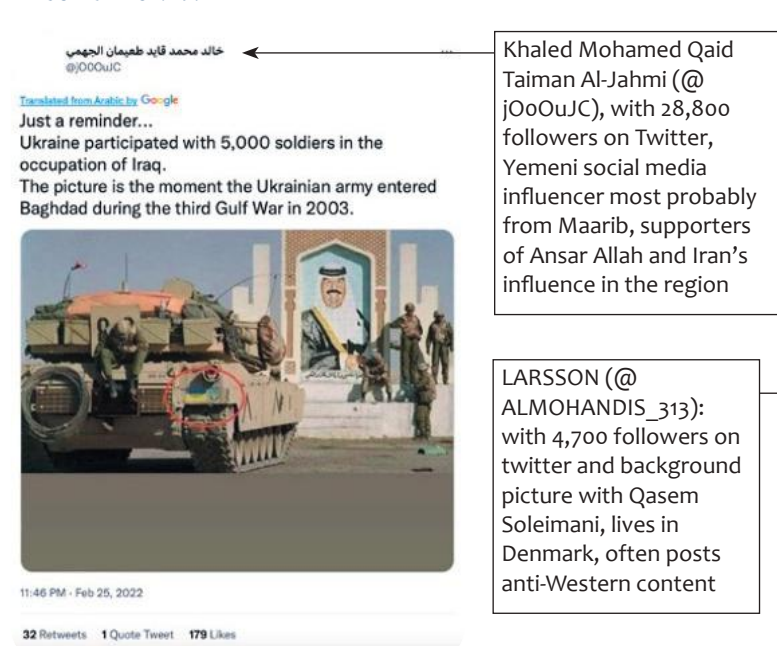 خالد محمد قايد طعيمان الجهمي
@jO0OuJC
...
Translated from Arabic by Google
Just a reminder...
Ukraine participated with 5,000 soldiers in the
occupation of Iraq.
The picture is the moment the Ukrainian army entered
Baghdad during the third Gulf War in 2003.
11:46 PM · Feb 25, 2022
32 Retweets 1 Quote Tweet 179 Likes
Khaled Mohamed Qaid
Taiman Al-Jahmi (@
jO0OuJC), with 28,800
followers on Twitter,
Yemeni social media
influencer most probably
from Maarib, supporters
of Ansar Allah and Iran’s
influence in the region
LARSSON (@
ALMOHANDIS_313):
with 4,700 followers on
twitter and background
picture with Qasem
Soleimani, lives in
Denmark, often posts
anti-Western content